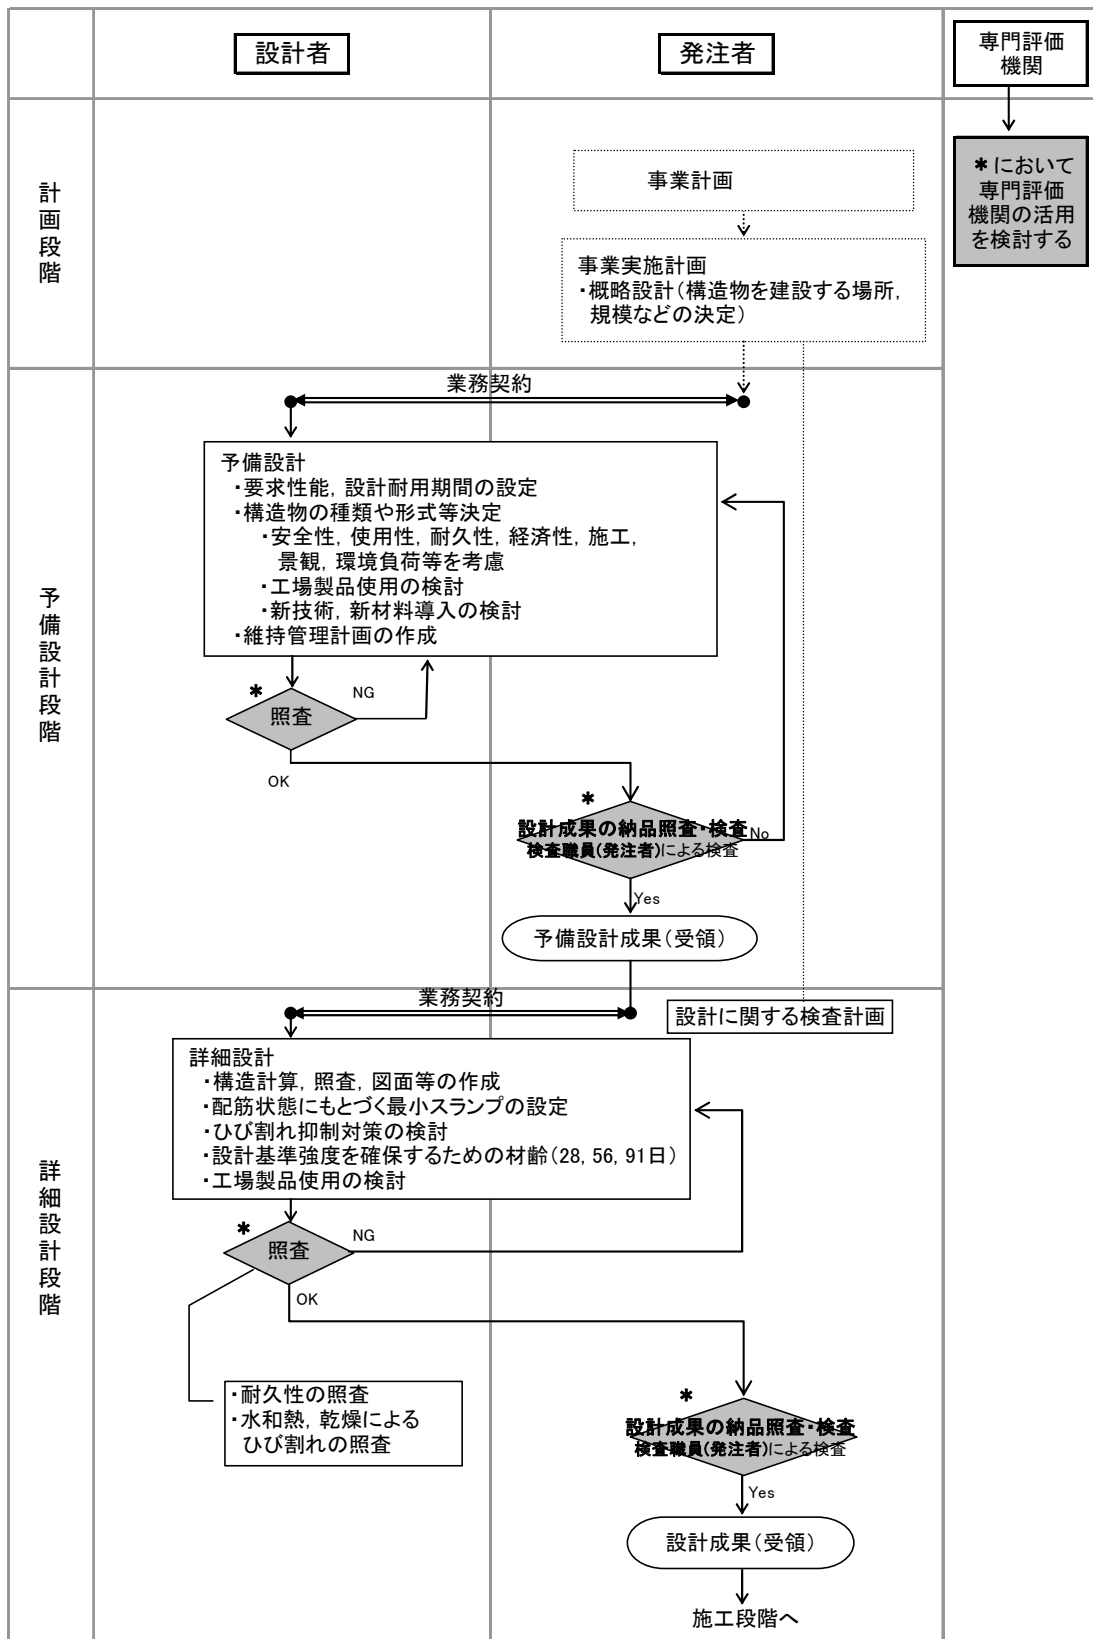 設計者
発注者
専門評価
機関
計画段階
事業計画
*において
専門評価
機関の活用
を検討する
事業実施計画
・概略設計（構造物を建設する場所，
規模などの決定）
予備設計段階
業務契約
予備設計
・要求性能，設計耐用期間の設定
・構造物の種類や形式等決定
・安全性，使用性，耐久性，経済性，施工，
景観，環境負荷等を考慮
・工場製品使用の検討
・新技術，新材料導入の検討
・維持管理計画の作成
*
照査
NG
OK
*
設計成果の納品照査・検査
検査職員(発注者)による検査
No
Yes
予備設計成果（受領）
詳細設計段階
業務契約
設計に関する検査計画
詳細設計
・構造計算，照査，図面等の作成
・配筋状態にもとづく最小スランプの設定
・ひび割れ抑制対策の検討
・設計基準強度を確保するための材齢（28，56，91日）
・工場製品使用の検討
*
照査
NG
OK
・耐久性の照査
・水和熱，乾燥による
ひび割れの照査
*
設計成果の納品照査・検査
検査職員(発注者)による検査
Yes
設計成果（受領）
施工段階へ